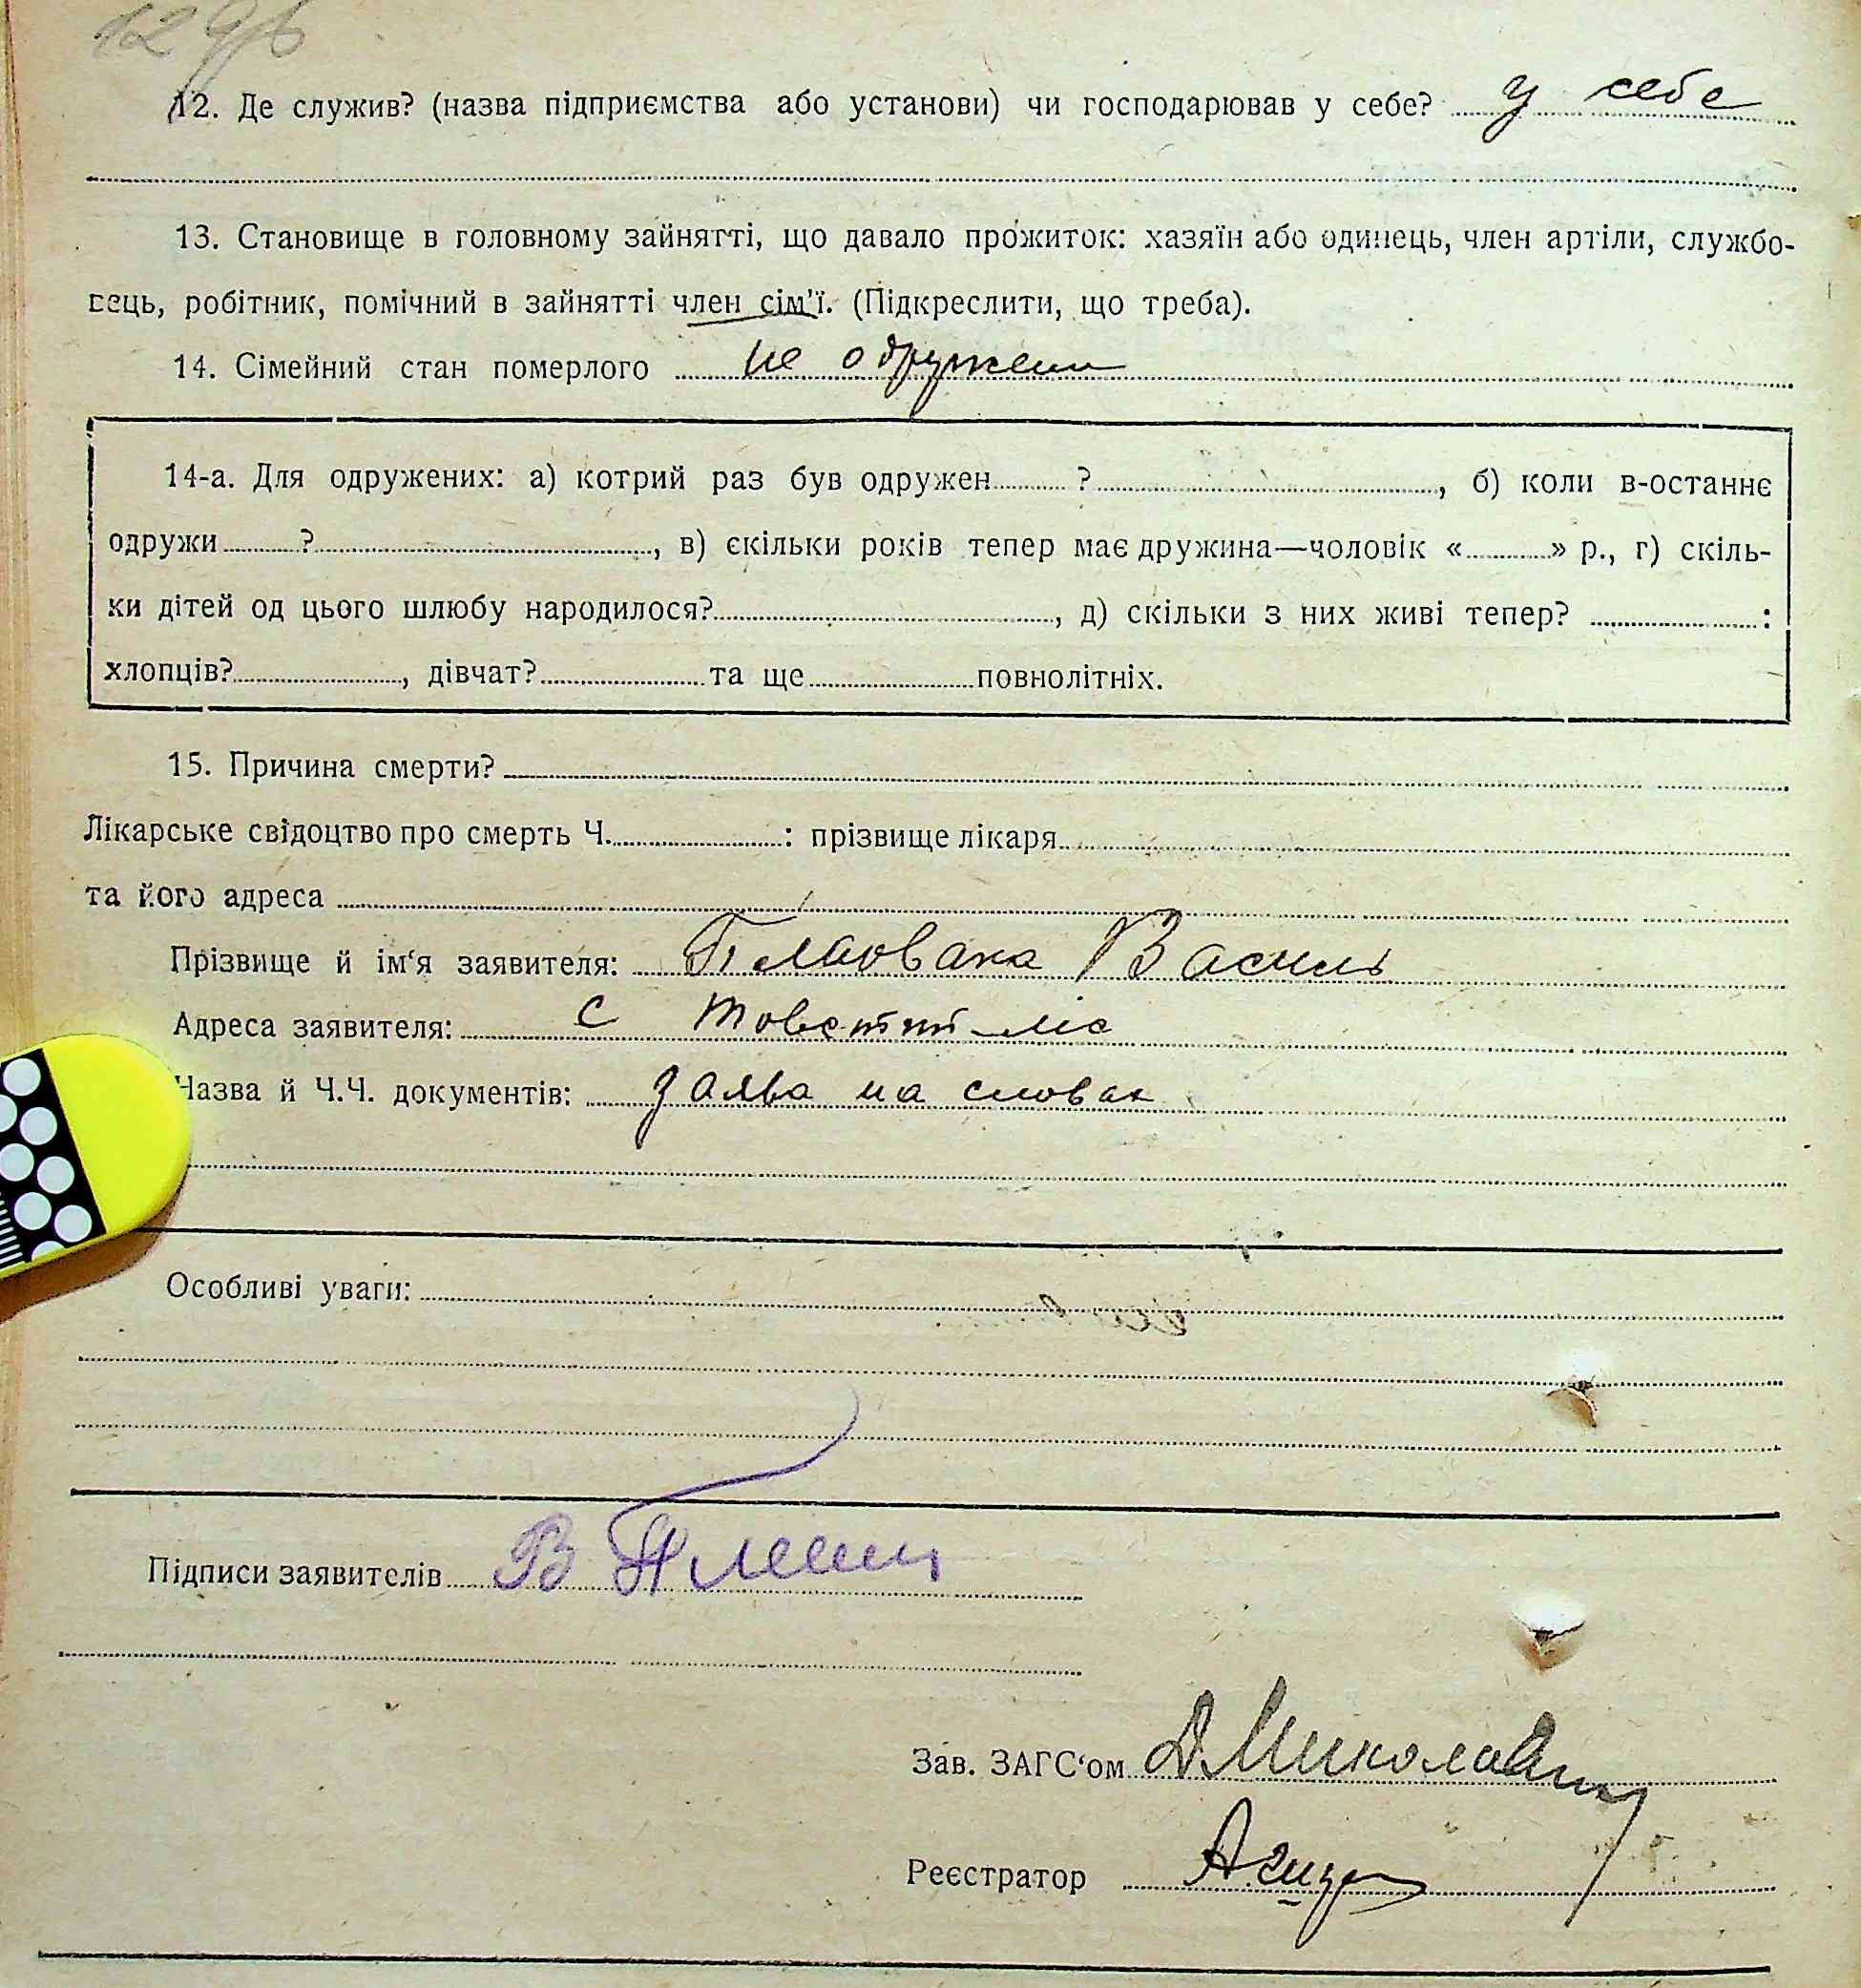 12. Де служив? (назва підприємства або установи) чи господарював у себе? у себе
13. Становище в головному зайнятті, що давало прожиток: хазяїн або одинець, член артіли, службо-
вець, робітник, помічний в зайнятті член сім'ї. (Підкреслити, що треба).
14. Сімейний стан померлого не одружени
14-а. Для одружених: а) котрий раз був одружен ? , б) коли в-останнє
одружи ? , в) скільки років тепер має дружина—чоловік « » р., г) скіль-
ки дітей од цього шлюбу народилося? , д) скільки з них живі тепер? :
хлопців? , дівчат? та ще повнолітніх.
15. Причина смерти?
Лікарське свідоцтво про смерть Ч. : прізвище лікаря
та його адреса
Прізвище й ім'я заявителя: Василь
Адреса заявителя: с
Назва й Ч.Ч. документів: заява на словах
Особливі уваги:
Підписи заявителів В
Зав. ЗАГС'ом
Реєстратор